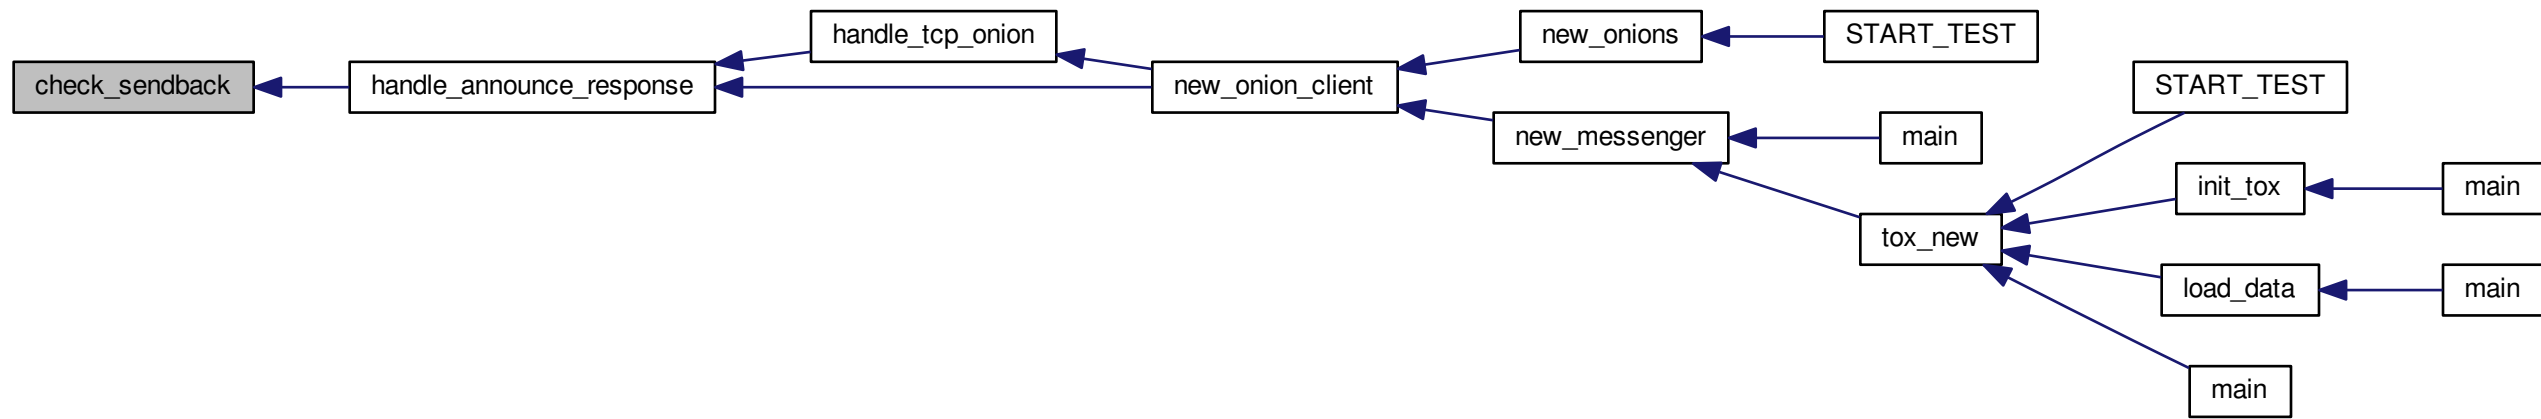 check_sendback
handle_announce_response
handle_tcp_onion
new_onion_client
new_onions
START_TEST
new_messenger
main
tox_new
START_TEST
init_tox
main
load_data
main
main